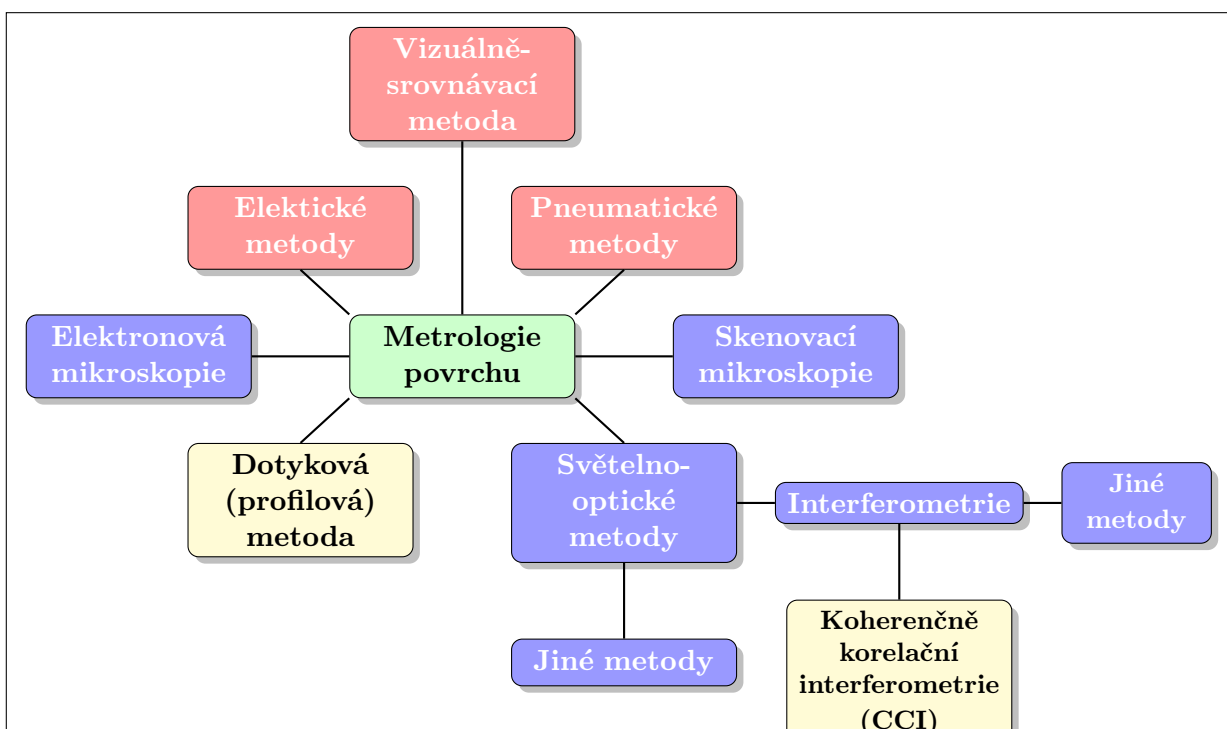 Vizuálně-
srovnávací
metoda
Elektické
metody
Pneumatické
metody
Elektronová
mikroskopie
Metrologie
povrchu
Skenovací
mikroskopie
Dotyková
(profilová)
metoda
Světelno-
optické
metody
Interferometrie
Jiné
metody
Jiné metody
Koherenčně
korelační
interferometrie
(CCI)